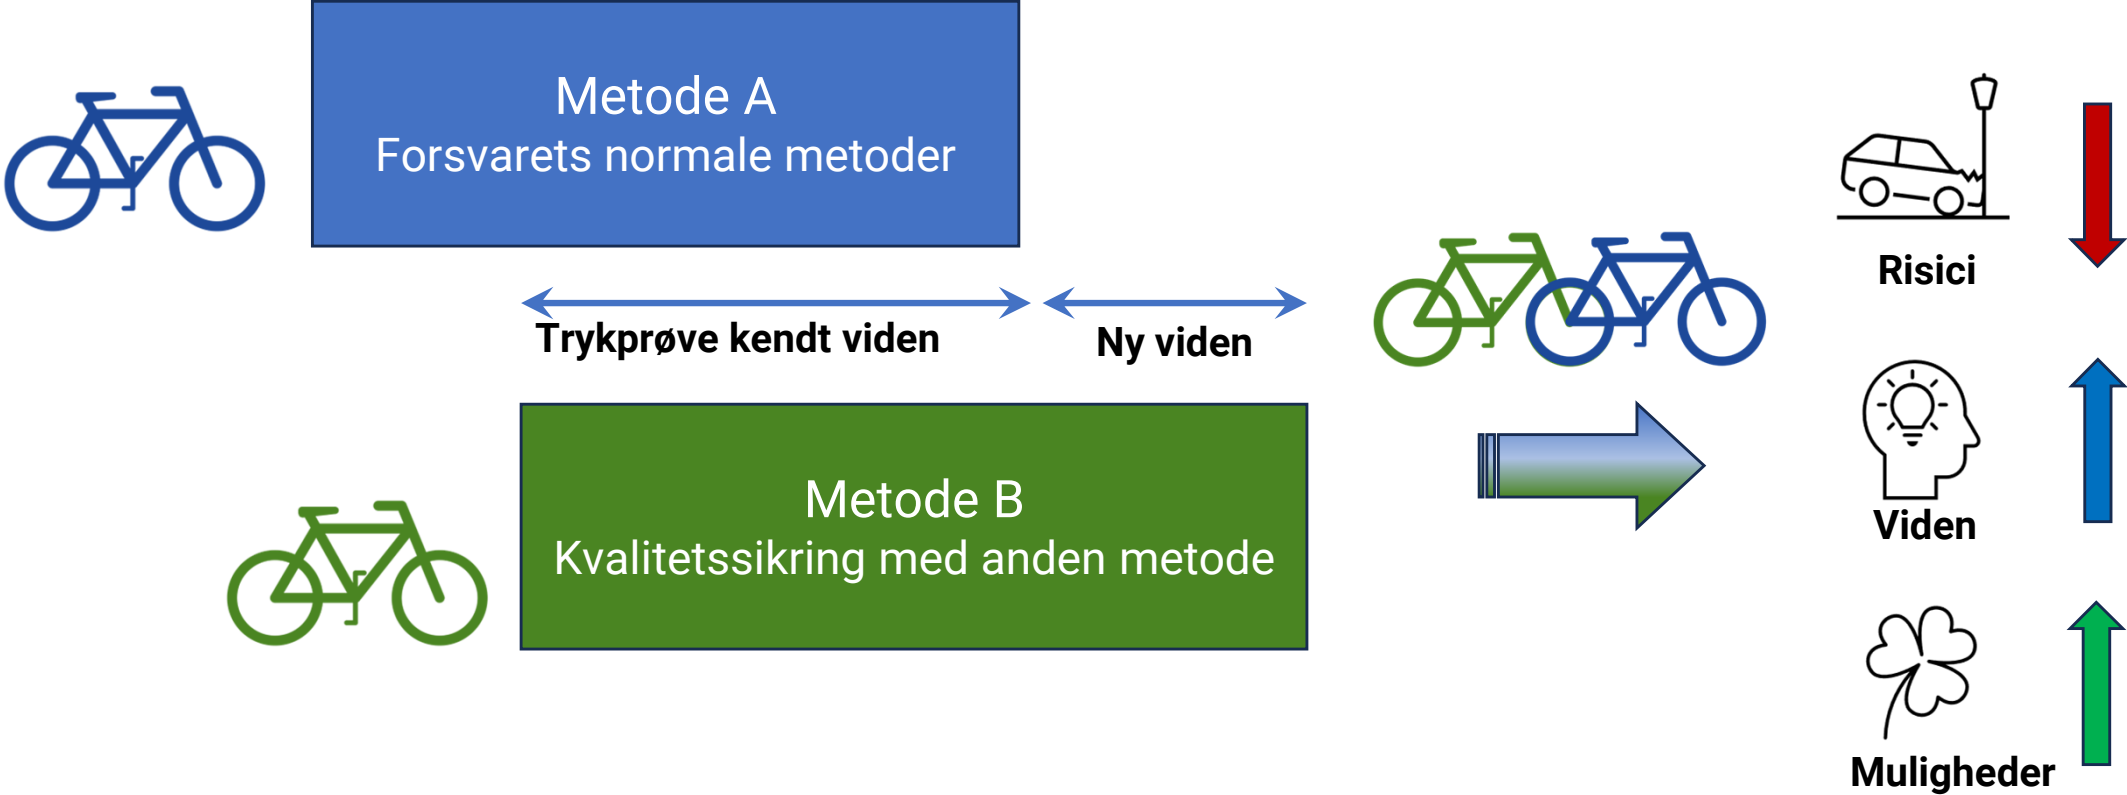 Metode A
Forsvarets normale metoder
Trykprøve kendt viden
Ny viden
Metode B
Kvalitetssikring med anden metode
Risici
Viden
Muligheder